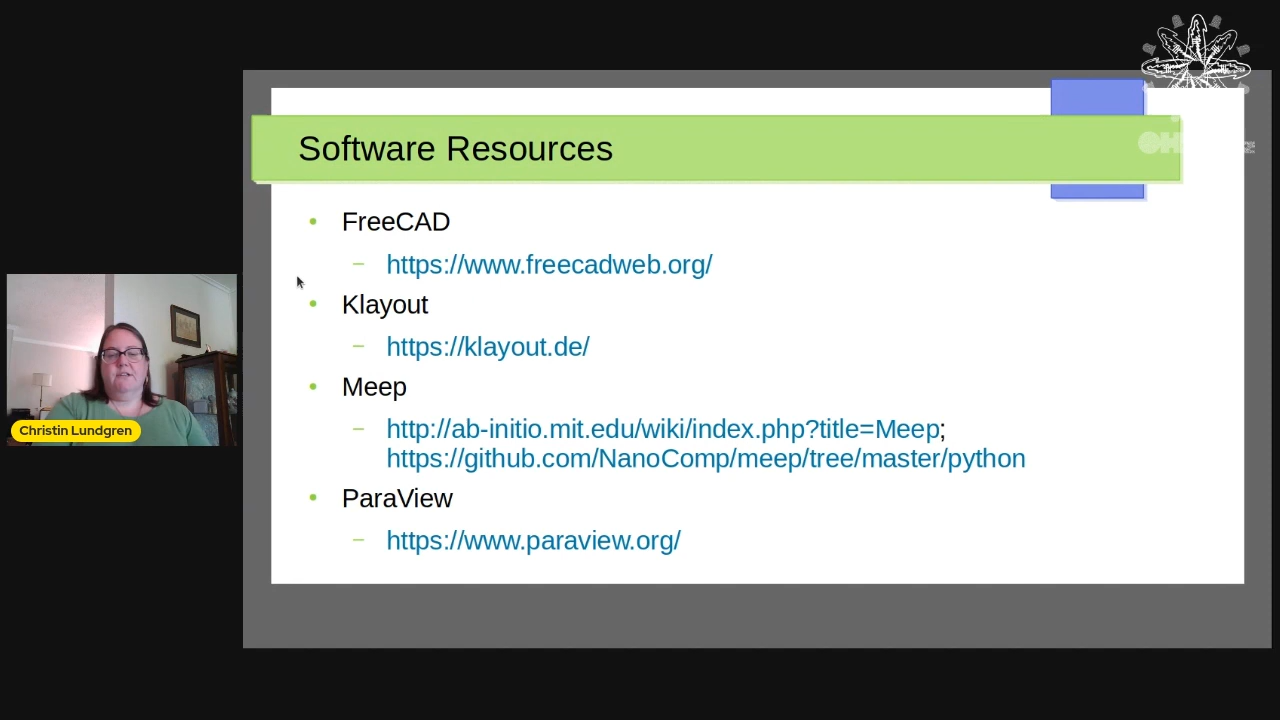 Software Resources
FreeCAD
https://www.freecadweb.org/
Klayout
https://klayout.de/
Meep
http://ab-initio.mit.edu/wiki/index.php?title=Meep;
https://github.com/NanoComp/meep/tree/master/python
ParaView
https://www.paraview.org/
Christin Lundgren